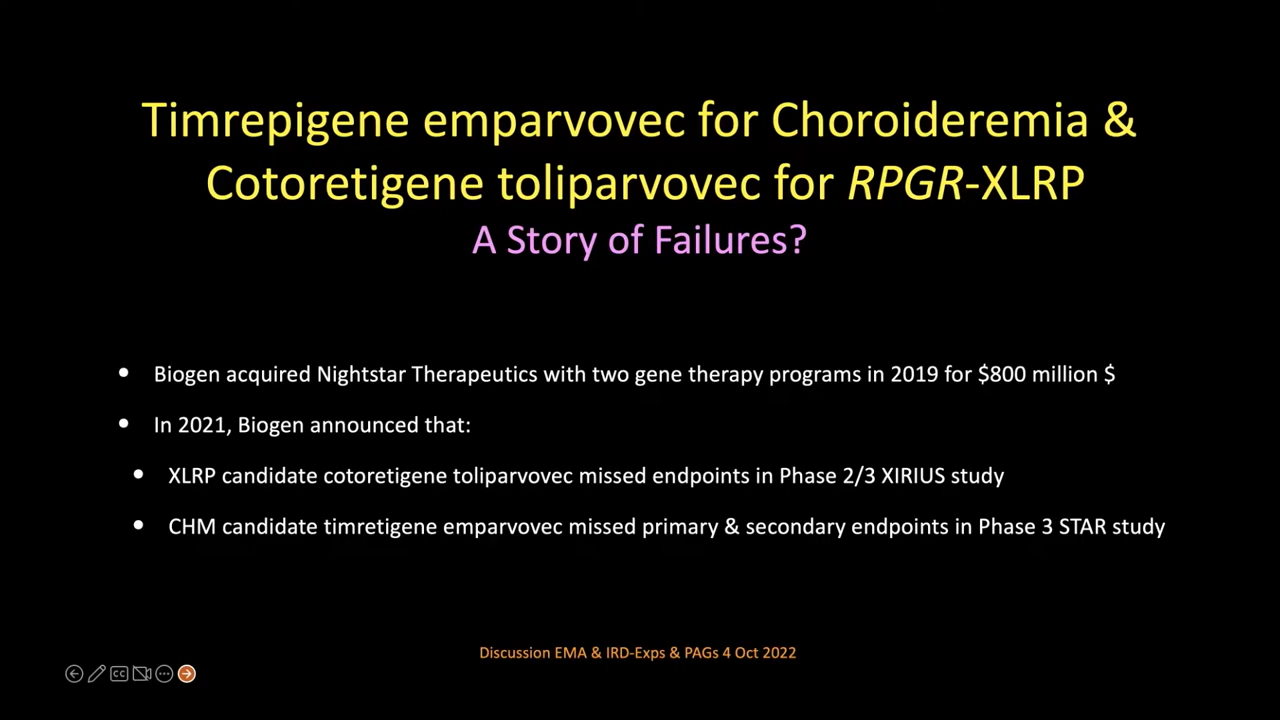 Timrepigene emparvovec for Choroideremia &
Cotoretigene toliparvovec for RPGR-XLRP
A Story of Failures?
• Biogen acquired Nightstar Therapeutics with two gene therapy programs in 2019 for $800 million $
• In 2021, Biogen announced that:
• XLRP candidate cotoretigene toliparvovec missed endpoints in Phase 2/3 XIRIUS study
• CHM candidate timretigene emparvovec missed primary & secondary endpoints in Phase 3 STAR study
Discussion EMA & IRD-Exps & PAGs 4 Oct 2022
CC